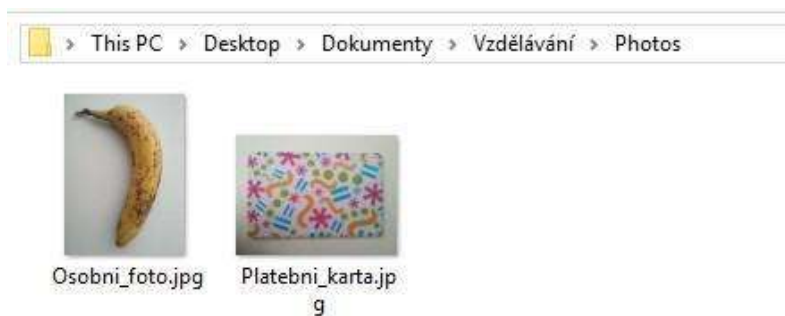 > This PC > Desktop > Dokumenty > Vzdělávání > Photos
Osobni_foto.jpg
Platebni_karta.jp
g